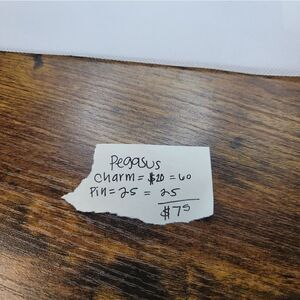 Pegasus
Charm = $20 = 60
Pin = 25 = 25
$75